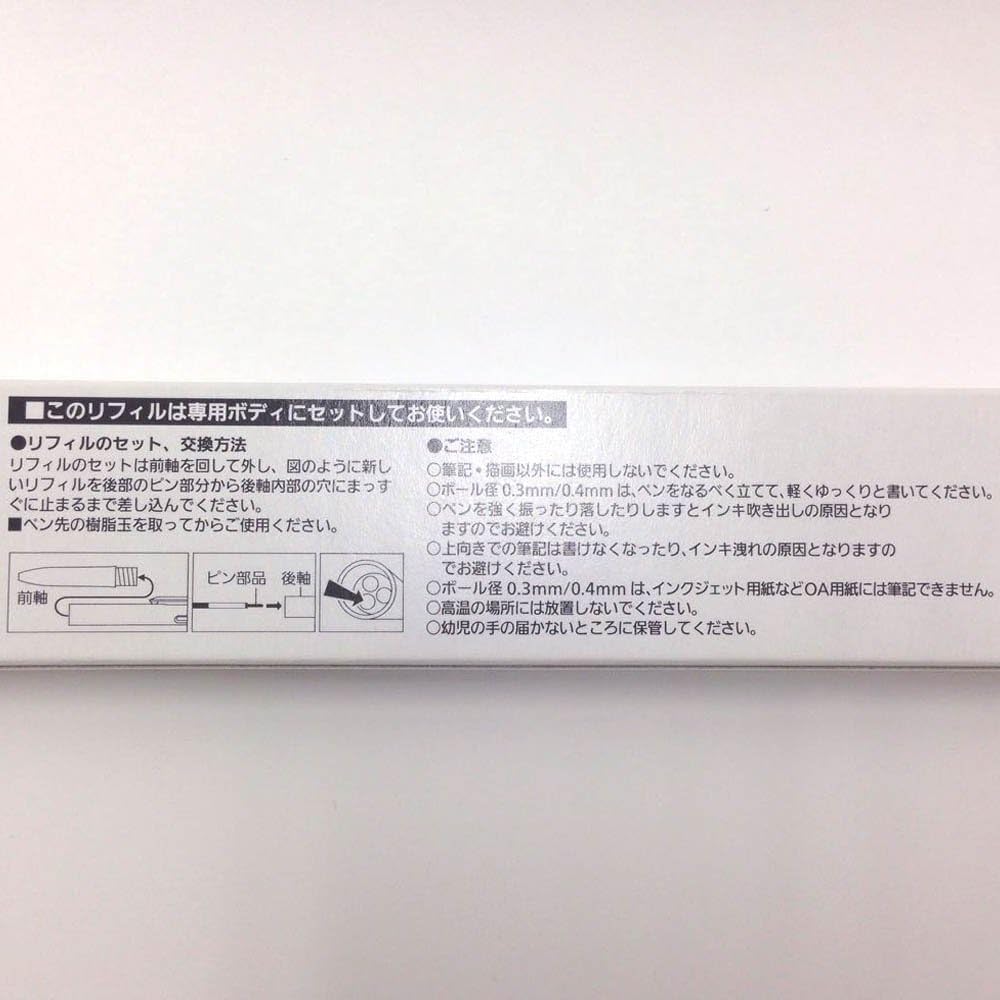 ■このリフィルは専用ボディにセットしてお使いください。
●リフィルのセット、交換方法
リフィルのセットは前軸を回して外し、図のように新し
いリフィルを後部のピン部分から後軸内部の穴にまっす
ぐに止まるまで差し込んでください。
■ペン先の樹脂玉を取ってからご使用ください。
前軸
ピン部品
後軸
●ご注意
○筆記・描画以外には使用しないでください。
○ボール径0.3mm/0.4mmは、ペンをなるべく立てて、軽くゆっくりと書いてください。
○ペンを強く振ったり落したりしますとインキ吹き出しの原因となり
ますのでお避けください。
○上向きでの筆記は書けなくなったり、インキ洩れの原因となりますの
でお避けください。
○ボール径0.3mm/0.4mmは、インクジェット用紙などOA用紙には筆記できません。
○高温の場所には放置しないでください。
○幼児の手の届かないところに保管してください。